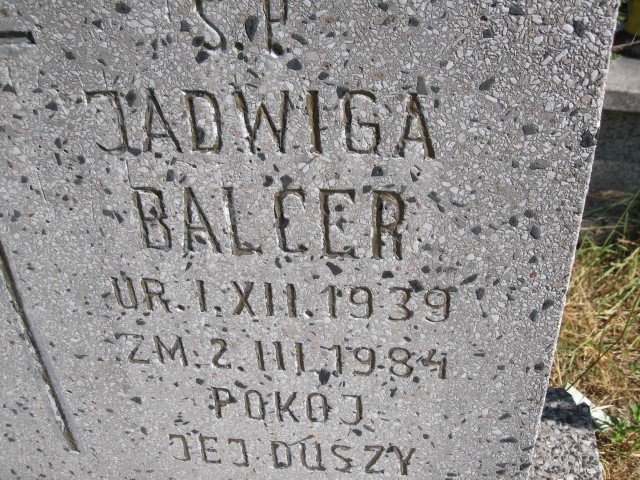 Ś.P.
JADWIGA
BALCER
UR. 1.XII.1939
ZM. 2.III.1984
POKÓJ
JEJ DUSZY